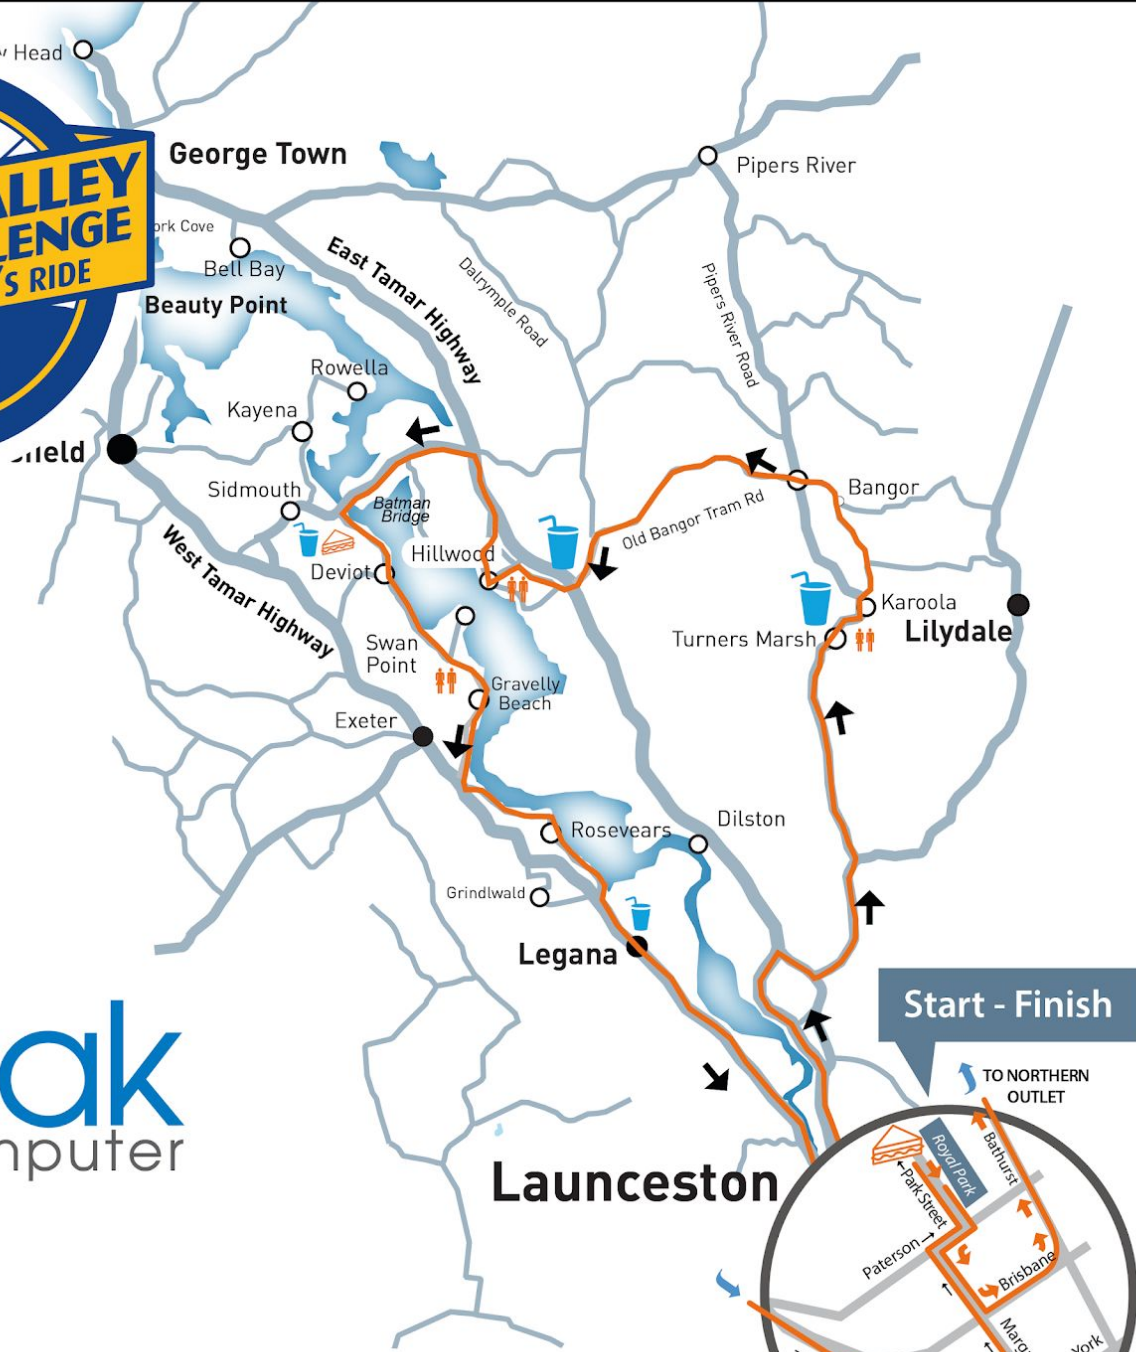 Head
ALLEY
LENGE
S RIDE
George Town
Pipers River
Cove
Bell Bay
Beauty Point
East Tamar Highway
Dalrymple Road
Pipers River Road
Rowella
Kayena
Sidmouth
Batman
Bridge
Hillwood
Deviot
West Tamar Highway
Old Bangor Tram Rd
Bangor
Karoola
Lilydale
Turners Marsh
Swan
Point
Gravelly
Beach
Exeter
Rosevears
Dilston
Grindlwald
Legana
Start - Finish
TO NORTHERN
OUTLET
ak
mputer
Launceston
Royal Park
Bathurst
Park Street
Paterson
Brisbane
York